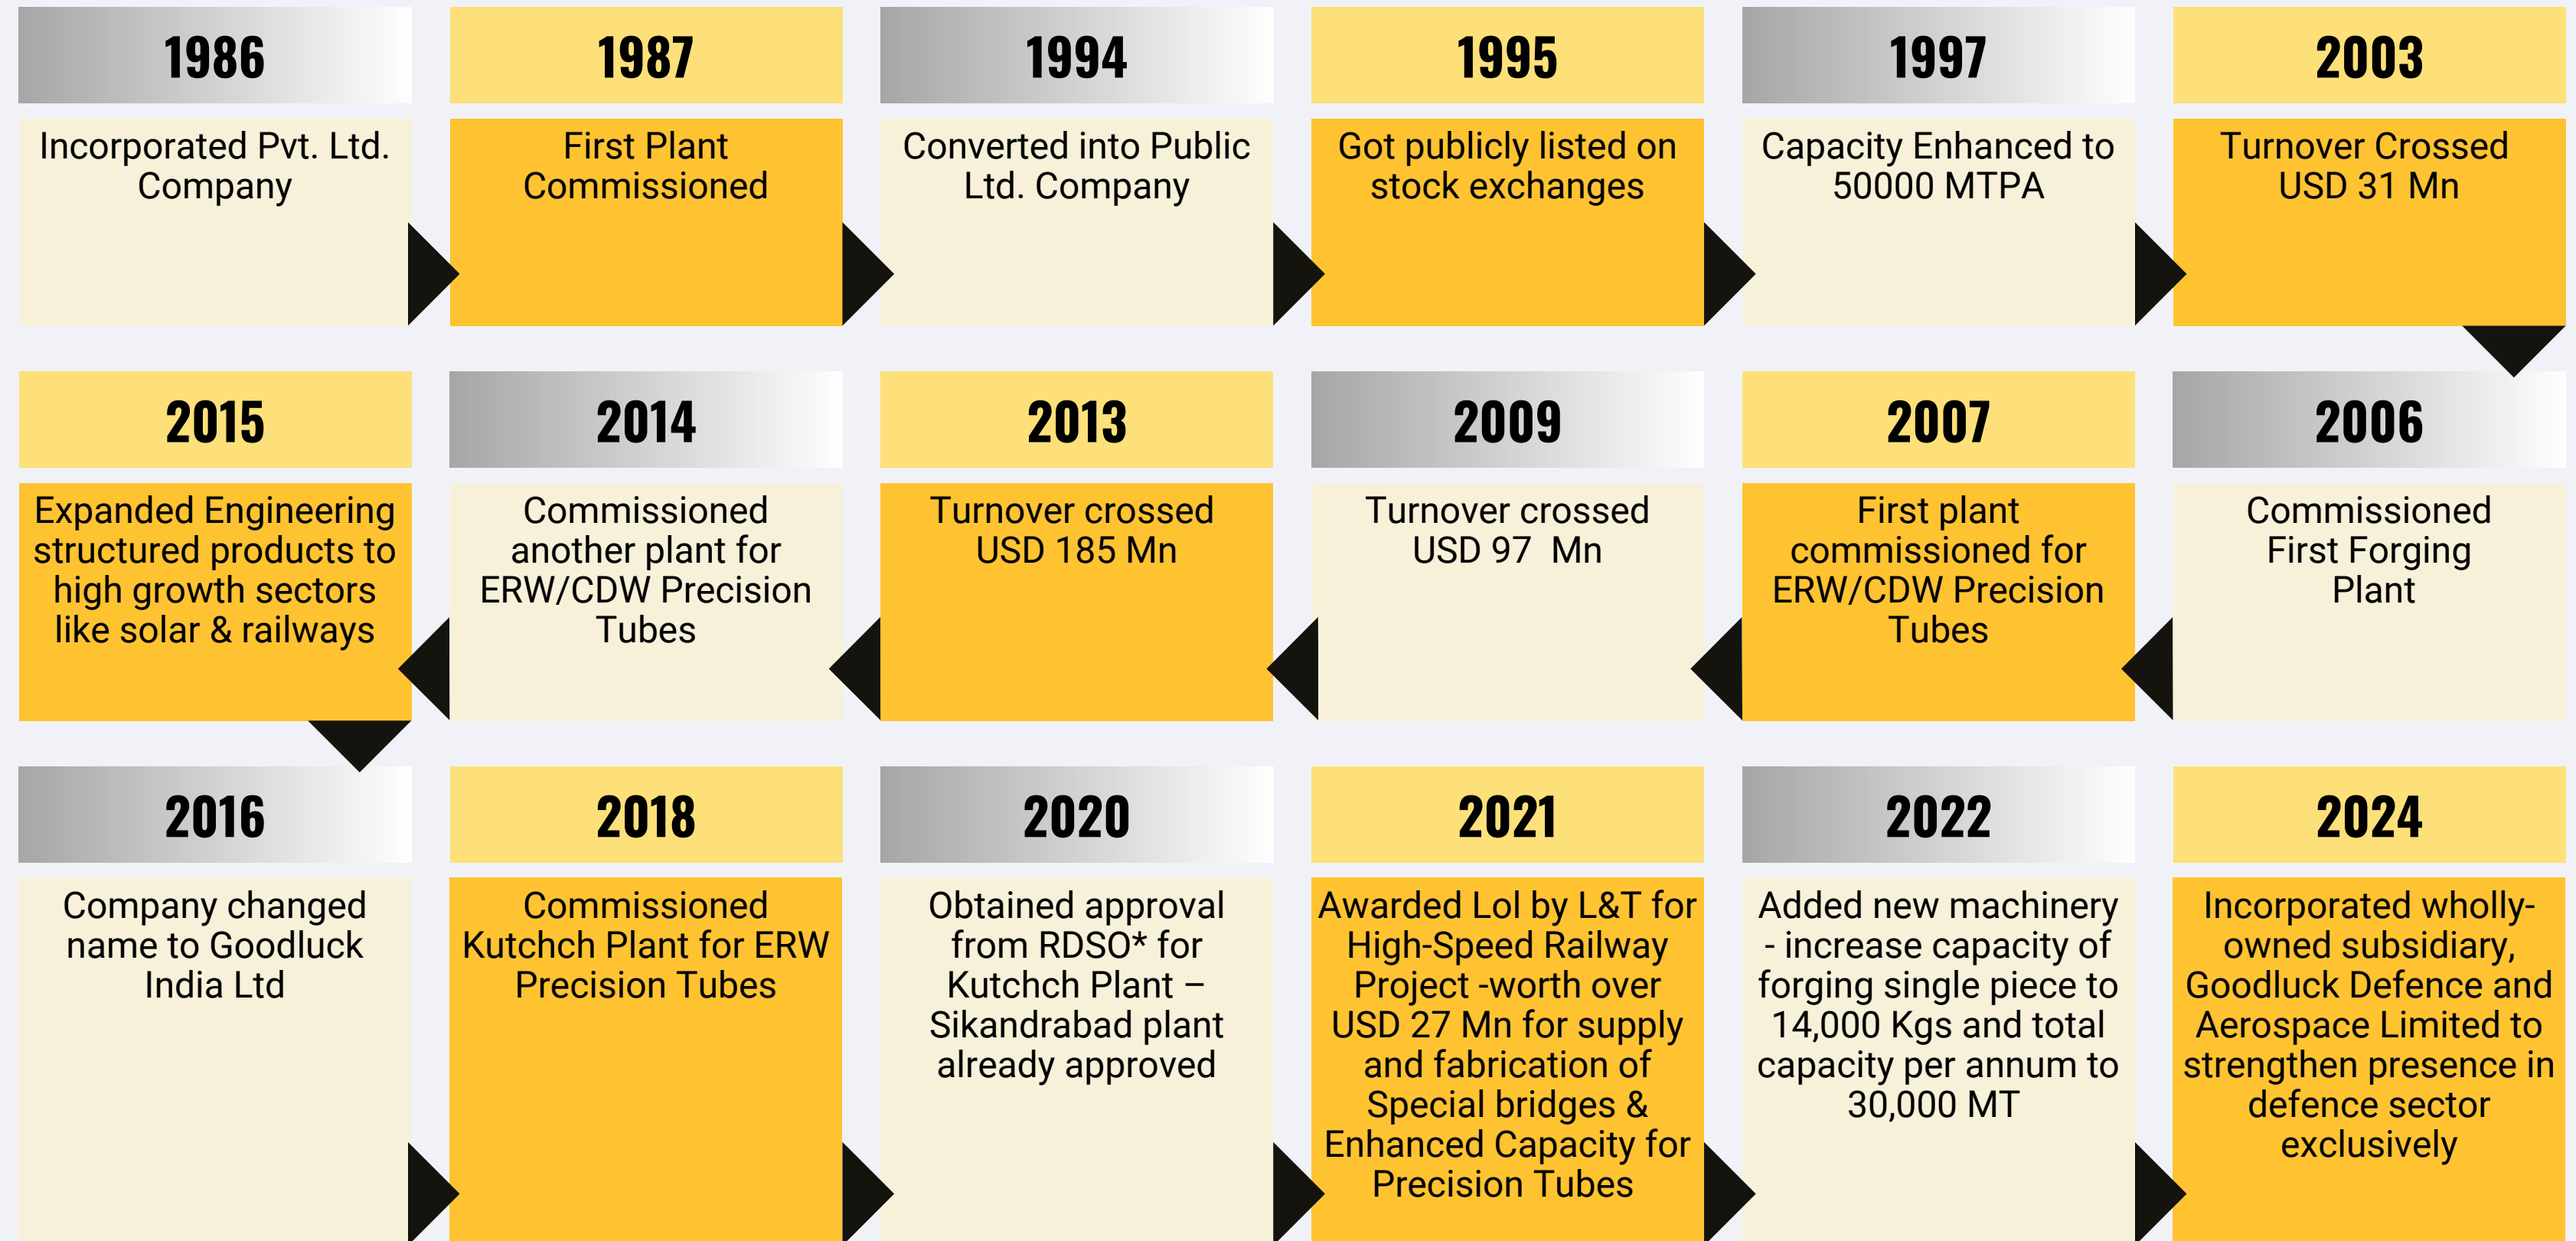 1986
Incorporated Pvt. Ltd.
Company
1987
First Plant
Commissioned
1994
Converted into Public
Ltd. Company
1995
Got publicly listed on
stock exchanges
1997
Capacity Enhanced to
50000 MTPA
2003
Turnover Crossed
USD 31 Mn
2006
Commissioned
First Forging
Plant
2007
First plant
commissioned for
ERW/CDW Precision
Tubes
2009
Turnover crossed
USD 97 Mn
2013
Turnover crossed
USD 185 Mn
2014
Commissioned
another plant for
ERW/CDW Precision
Tubes
2015
Expanded Engineering
structured products to
high growth sectors
like solar & railways
2016
Company changed
name to Goodluck
India Ltd
2018
Commissioned
Kutchch Plant for ERW
Precision Tubes
2020
Obtained approval
from RDSO* for
Kutchch Plant –
Sikandrabad plant
already approved
2021
Awarded LoI by L&T for
High-Speed Railway
Project -worth over
USD 27 Mn for supply
and fabrication of
Special bridges &
Enhanced Capacity for
Precision Tubes
2022
Added new machinery
- increase capacity of
forging single piece to
14,000 Kgs and total
capacity per annum to
30,000 MT
2024
Incorporated wholly-
owned subsidiary,
Goodluck Defence and
Aerospace Limited to
strengthen presence in
defence sector
exclusively